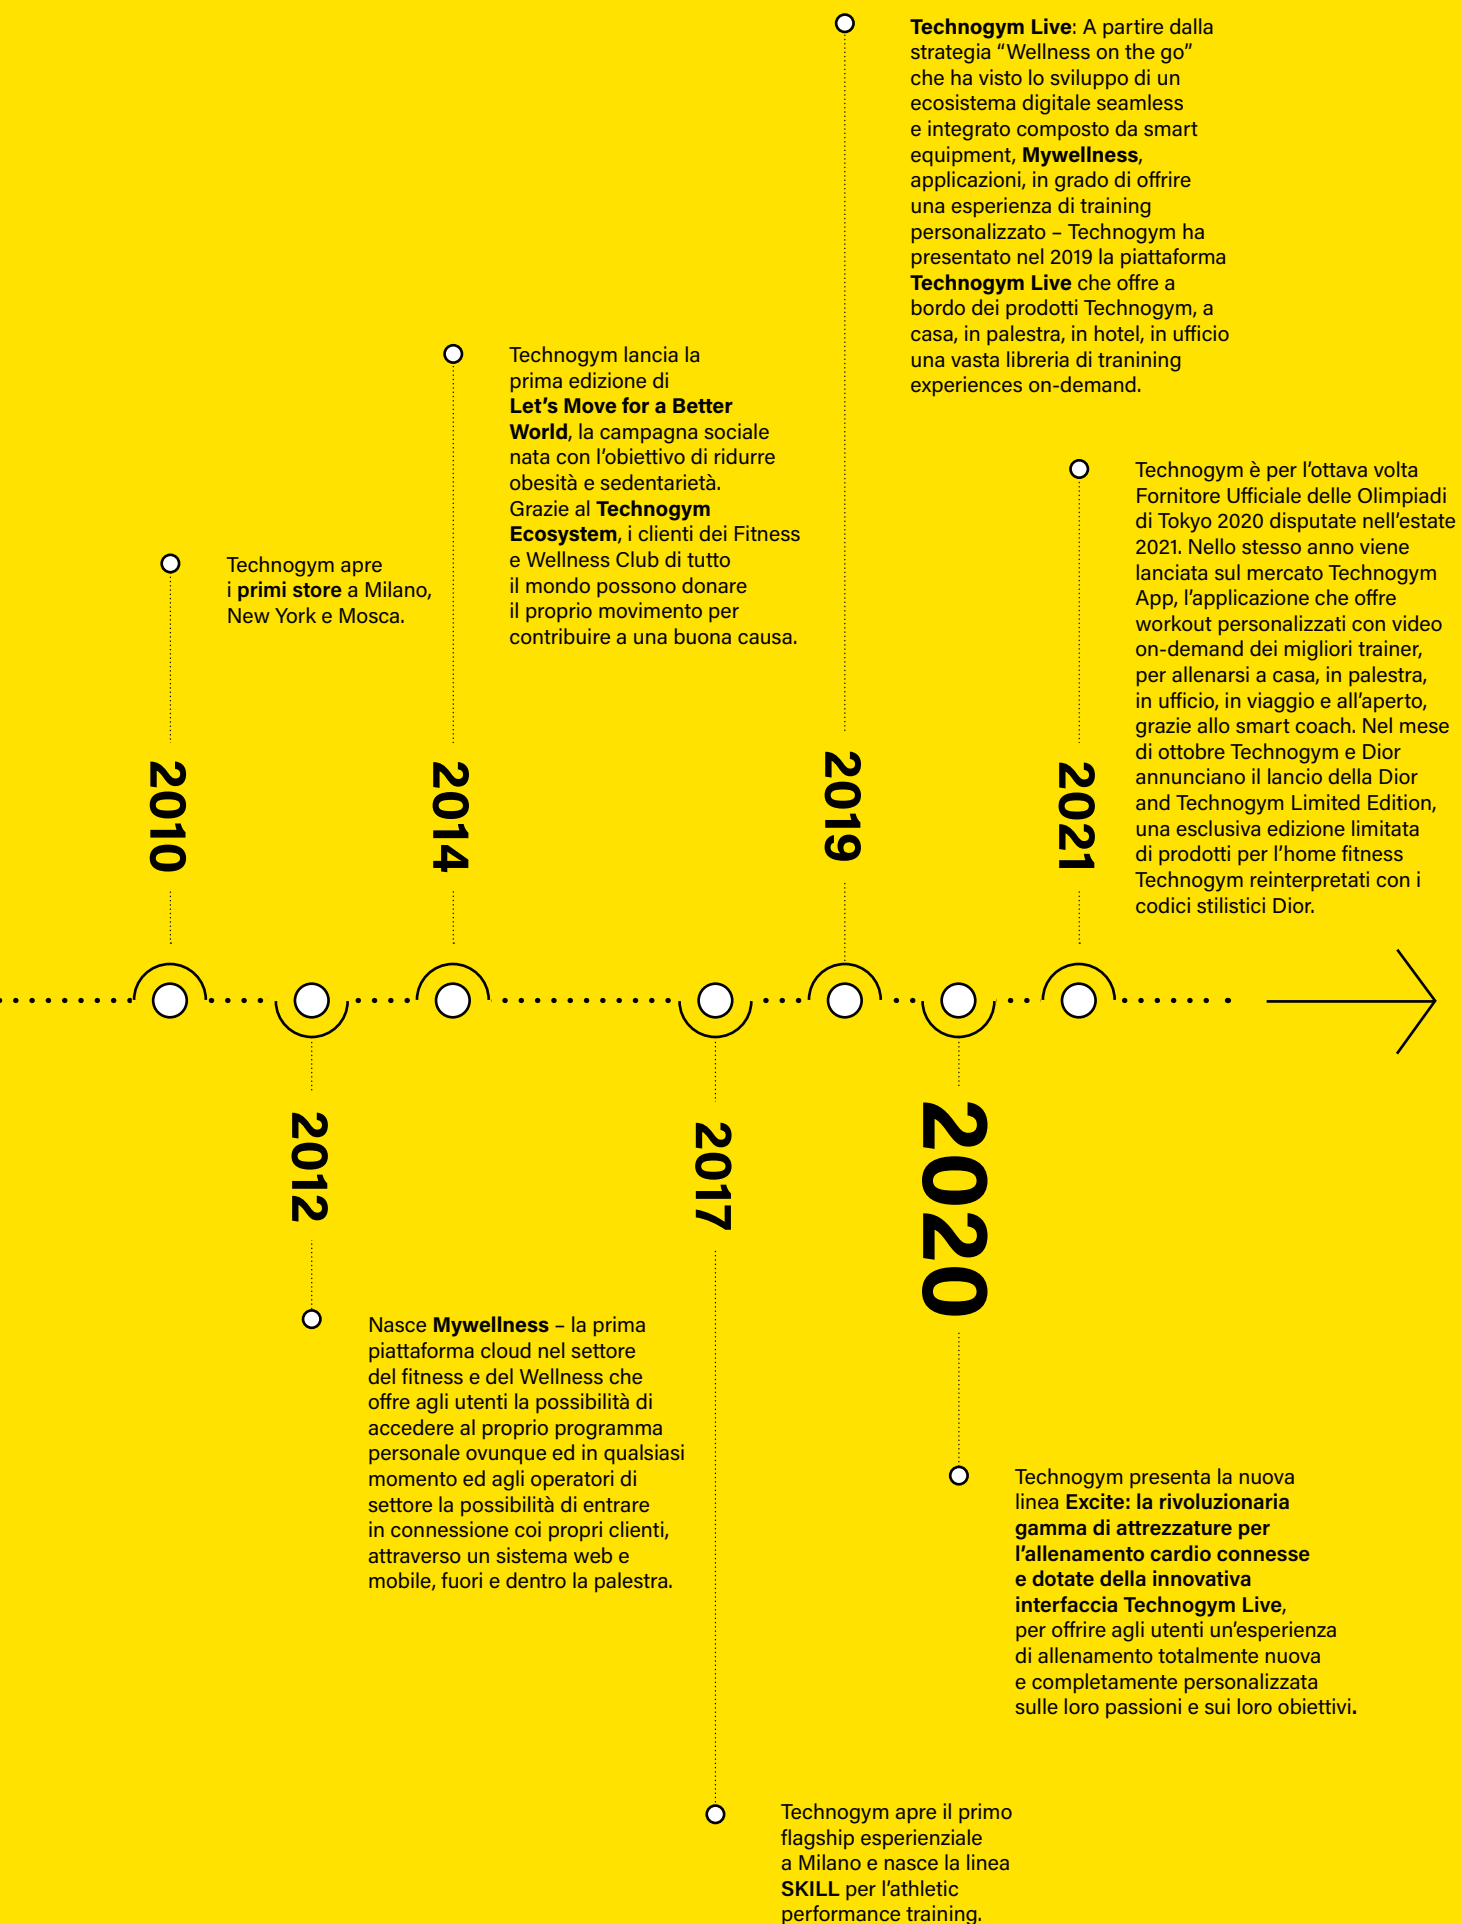 Technogym Live: A partire dalla
strategia “Wellness on the go”
che ha visto lo sviluppo di un
ecosistema digitale seamless
e integrato composto da smart
equipment, Mywellness,
applicazioni, in grado di offrire
una esperienza di training
personalizzato – Technogym ha
presentato nel 2019 la piattaforma
Technogym Live che offre a
bordo dei prodotti Technogym, a
casa, in palestra, in hotel, in ufficio
una vasta libreria di tranining
experiences on-demand.
Technogym lancia la
prima edizione di
Let’s Move for a Better
World, la campagna sociale
nata con l’obiettivo di ridurre
obesità e sedentarietà.
Grazie al Technogym
Ecosystem, i clienti dei Fitness
e Wellness Club di tutto
il mondo possono donare
il proprio movimento per
contribuire a una buona causa.
Technogym è per l’ottava volta
Fornitore Ufficiale delle Olimpiadi
di Tokyo 2020 disputate nell’estate
2021. Nello stesso anno viene
lanciata sul mercato Technogym
App, l’applicazione che offre
workout personalizzati con video
on-demand dei migliori trainer,
per allenarsi a casa, in palestra,
in ufficio, in viaggio e all’aperto,
grazie allo smart coach. Nel mese
di ottobre Technogym e Dior
annunciano il lancio della Dior
and Technogym Limited Edition,
una esclusiva edizione limitata
di prodotti per l’home fitness
Technogym reinterpretati con i
codici stilistici Dior.
Technogym apre
i primi store a Milano,
New York e Mosca.
2010
2014
2019
2021
2012
2017
2020
Nasce Mywellness – la prima
piattaforma cloud nel settore
del fitness e del Wellness che
offre agli utenti la possibilità di
accedere al proprio programma
personale ovunque ed in qualsiasi
momento ed agli operatori di
settore la possibilità di entrare
in connessione coi propri clienti,
attraverso un sistema web e
mobile, fuori e dentro la palestra.
Technogym presenta la nuova
linea Excite: la rivoluzionaria
gamma di attrezzature per
l’allenamento cardio connesse
e dotate della innovativa
interfaccia Technogym Live,
per offrire agli utenti un’esperienza
di allenamento totalmente nuova
e completamente personalizzata
sulle loro passioni e sui loro obiettivi.
Technogym apre il primo
flagship esperienziale
a Milano e nasce la linea
SKILL per l’athletic
performance training.